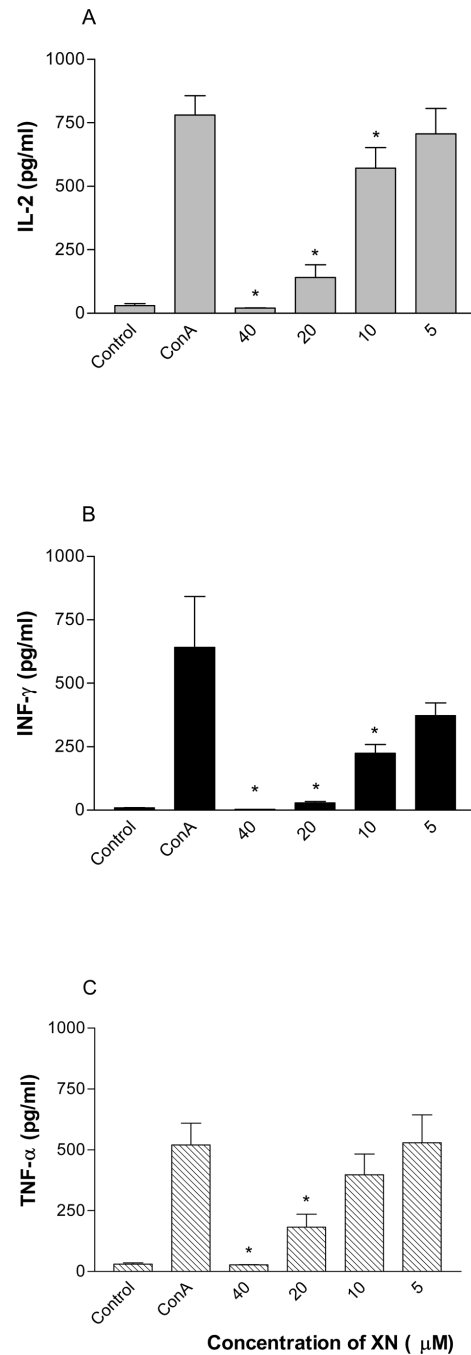 A
1000
750
500
250
0
IL-2 (pg/ml)
* * *
Control ConA 40 20 10 5
B
1000
750
500
250
0
INF-γ (pg/ml)
* * *
Control ConA 40 20 10 5
C
1000
750
500
250
0
TNF-α (pg/ml)
* *
Control ConA 40 20 10 5
Concentration of XN ( μM)